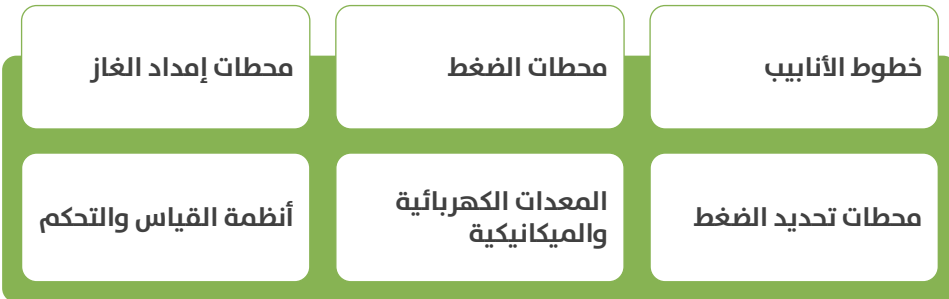 خطوط الأنابيب
محطات الضغط
محطات إمداد الغاز
محطات تحديد الضغط
المعدات الكهربائية
والميكانيكية
أنظمة القياس والتحكم